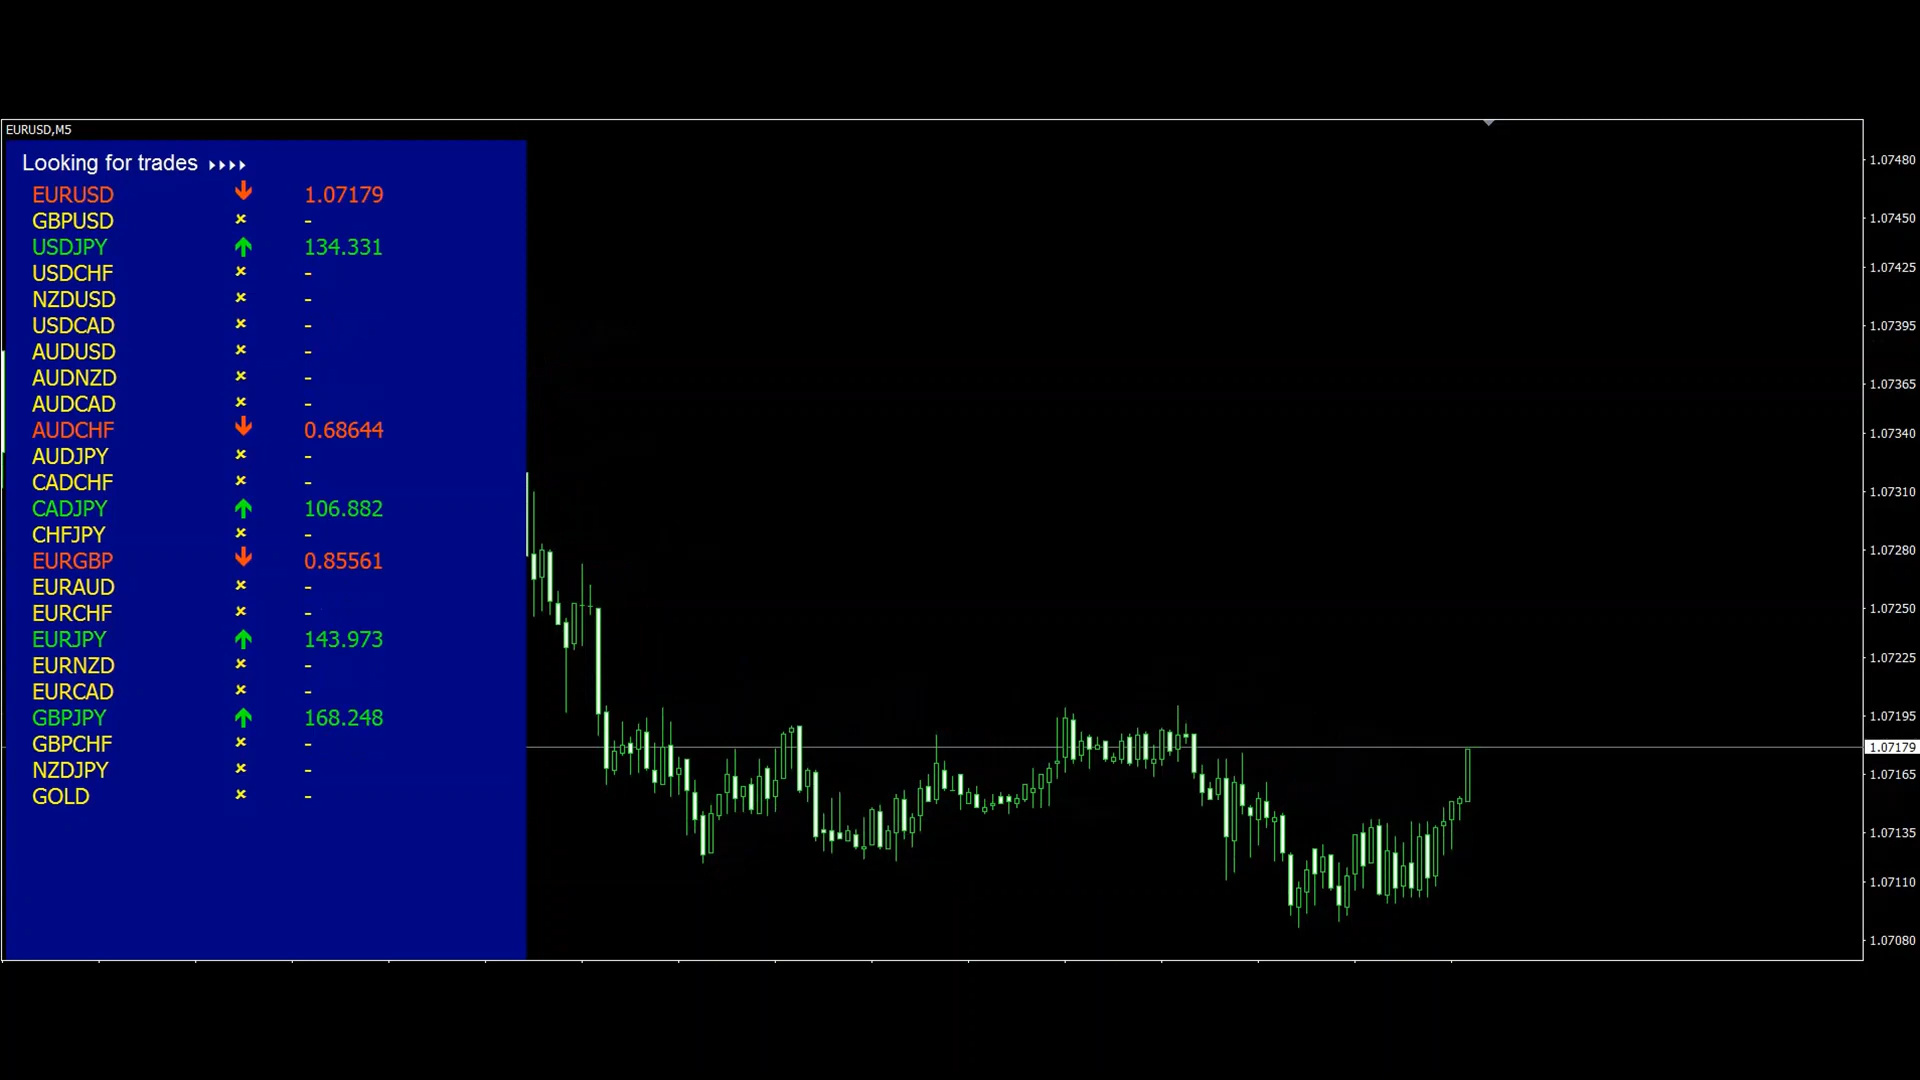 EURUSD,M5
Looking for trades
EURUSD 1.07179
GBPUSD -
USDJPY 134.331
USDCHF -
NZDUSD -
USDCAD -
AUDUSD -
AUDNZD -
AUDCAD -
AUDCHF 0.68644
AUDJPY -
CADCHF -
CADJPY 106.882
CHFJPY -
EURGBP 0.85561
EURAUD -
EURCHF -
EURJPY 143.973
EURNZD -
EURCAD -
GBPJPY 168.248
GBPCHF -
NZDJPY -
GOLD -
1.07480
1.07450
1.07425
1.07395
1.07365
1.07340
1.07310
1.07280
1.07250
1.07225
1.07195
1.07179
1.07165
1.07135
1.07110
1.07080